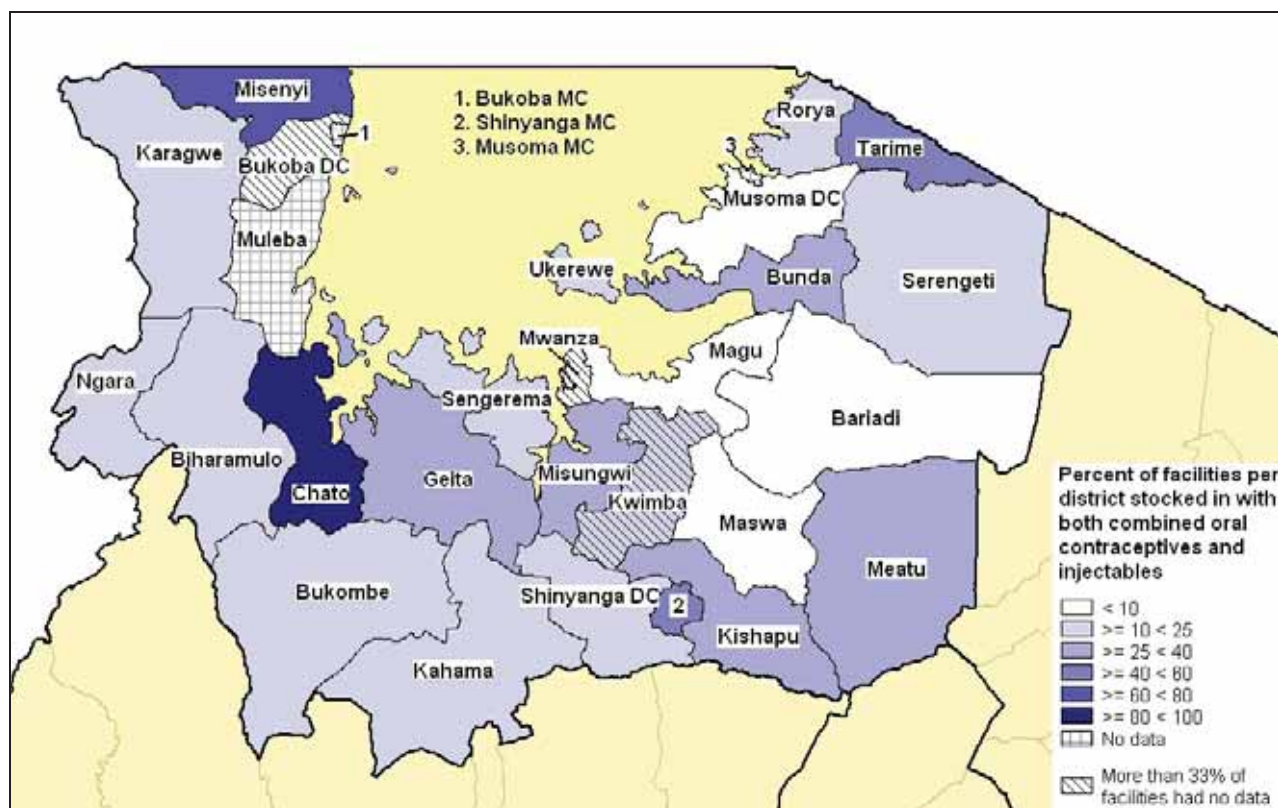 Misenyi
1. Bukoba MC
2. Shinyanga MC
3. Musoma MC
Rorya
1
Karagwe
Bukoba DC
3
Tarime
Musoma DC
Muleba
Ukerewe
Bunda
Serengeti
Mwanza
Magu
Ngara
Sengerema
Bariadi
Biharamulo
Geita
Misungwi
Chato
Kwimba
Maswa
Meatu
Bukombe
Shinyanga DC
2
Kishapu
Kahama
Percent of facilities per
district stocked in with
both combined oral
contraceptives and
injectables
< 10
>= 10 < 25
>= 25 < 40
>= 40 < 60
>= 60 < 80
>= 80 < 100
No data
More than 33% of
facilities had no data